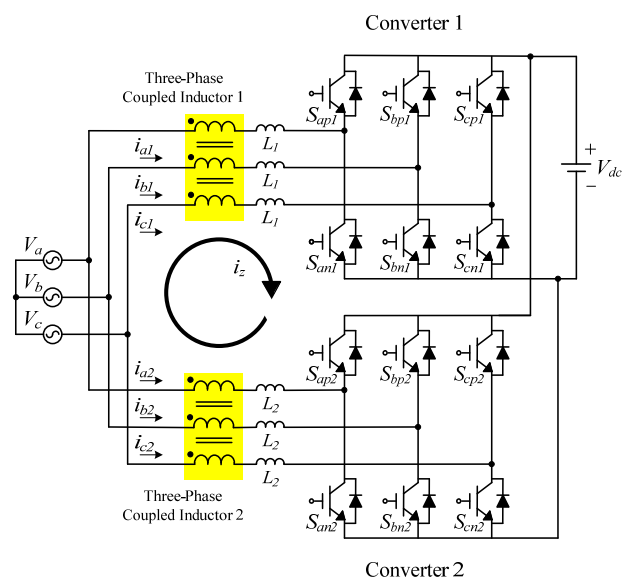 Converter 1
Three-Phase
Coupled Inductor 1
S_ap1 S_bp1 S_cp1
L_1
i_a1
L_1
+
V_dc
−
i_b1
L_1
i_c1
S_an1 S_bn1 S_cn1
V_a
i_z
V_b
V_c
S_ap2 S_bp2 S_cp2
i_a2
L_2
i_b2
L_2
i_c2
L_2
Three-Phase
Coupled Inductor 2
S_an2 S_bn2 S_cn2
Converter 2